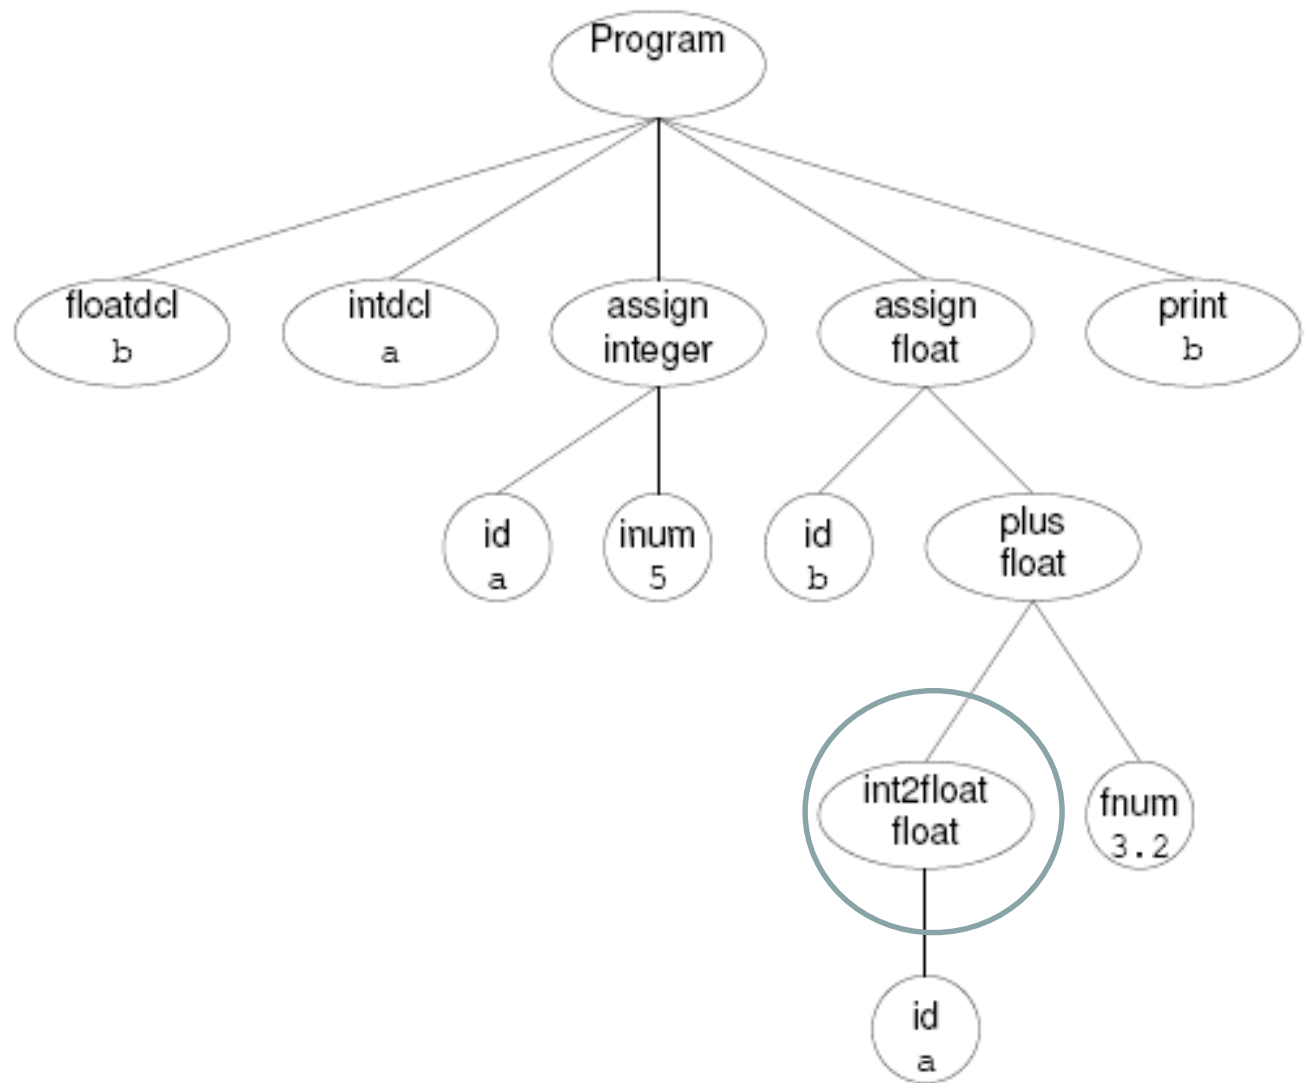 Program
floatdcl
b
intdcl
a
assign
integer
assign
float
print
b
id
a
inum
5
id
b
plus
float
int2float
float
fnum
3.2
id
a